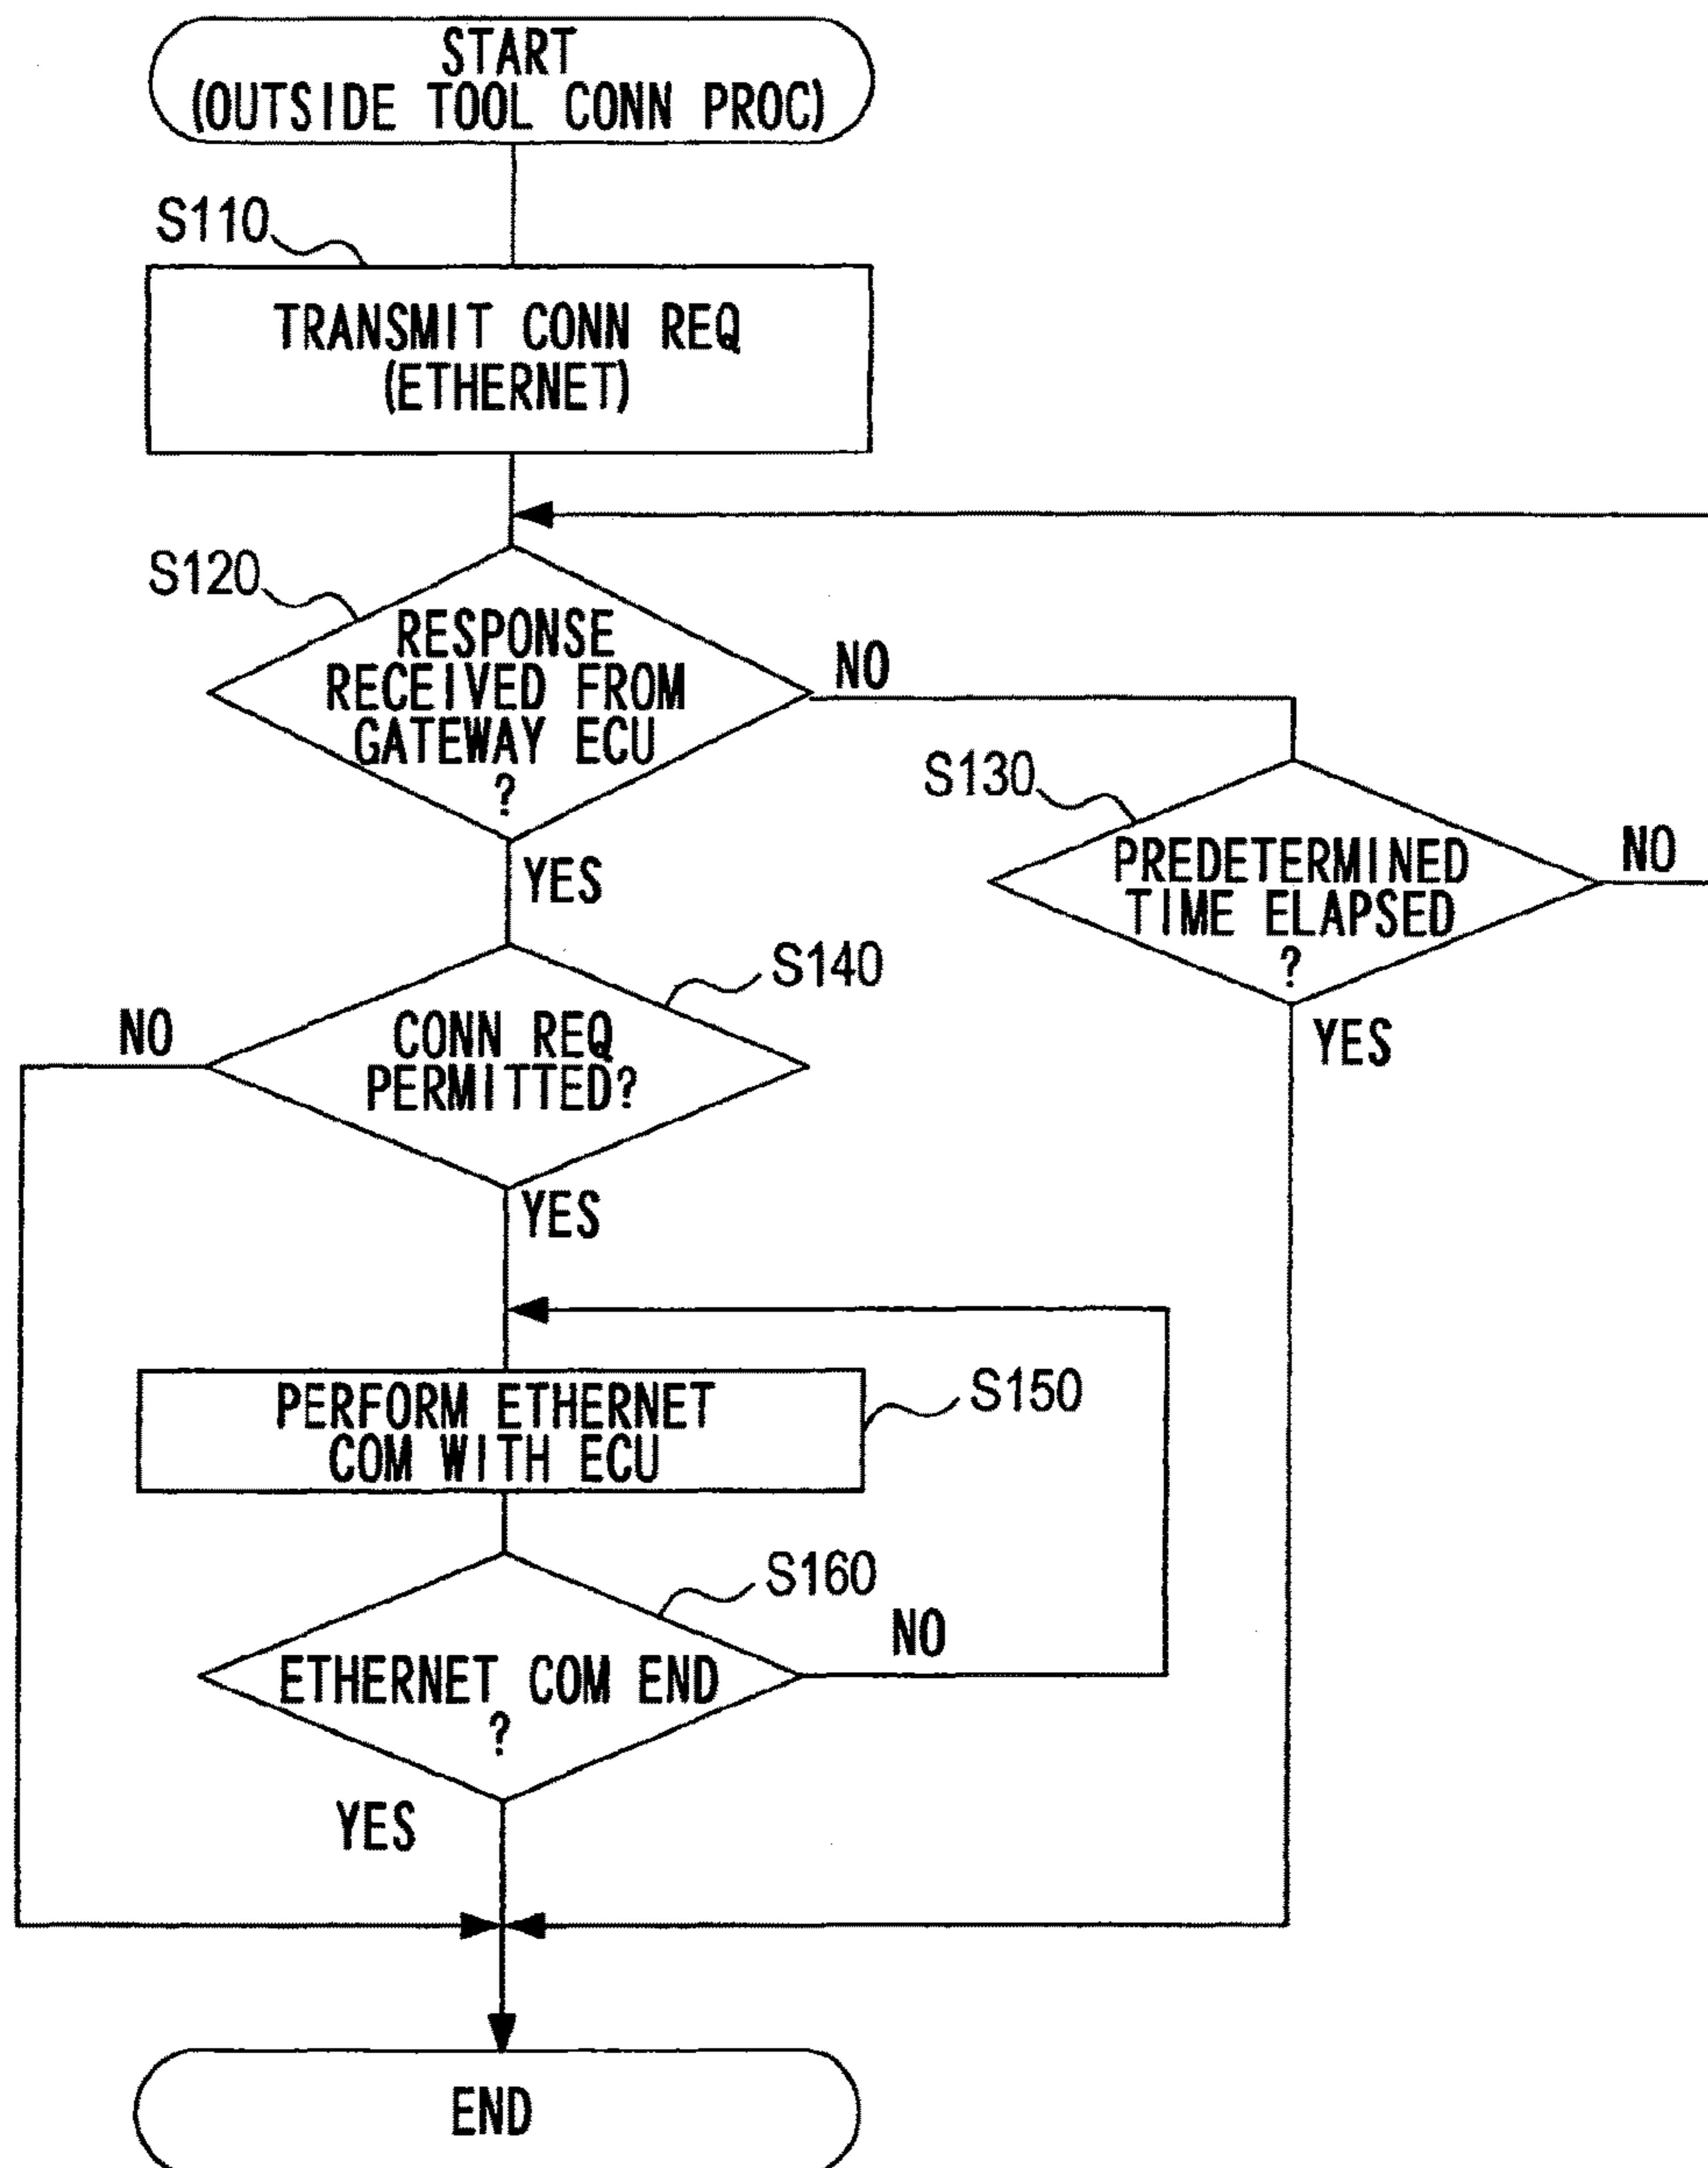 START
(OUTSIDE TOOL CONN PROC)
S110
TRANSMIT CONN REQ
(ETHERNET)
S120
RESPONSE
RECEIVED FROM
GATEWAY ECU
?
NO
YES
S130
PREDETERMINED
TIME ELAPSED
?
NO
YES
S140
CONN REQ
PERMITTED?
NO
YES
S150
PERFORM ETHERNET
COM WITH ECU
S160
ETHERNET COM END
?
NO
YES
END